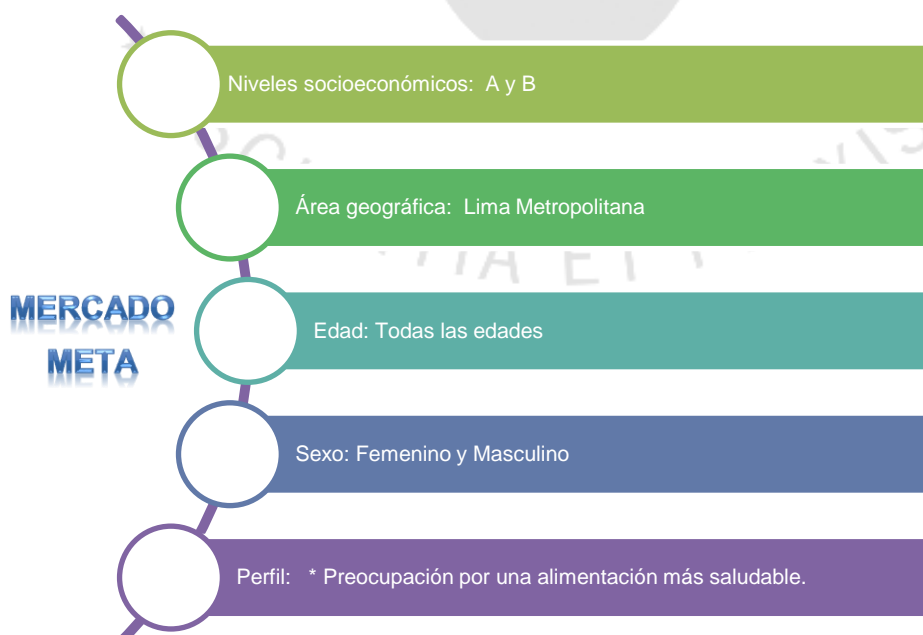 Niveles socioeconómicos: A y B
Área geográfica: Lima Metropolitana
MERCADO
META
Edad: Todas las edades
Sexo: Femenino y Masculino
Perfil: * Preocupación por una alimentación más saludable.